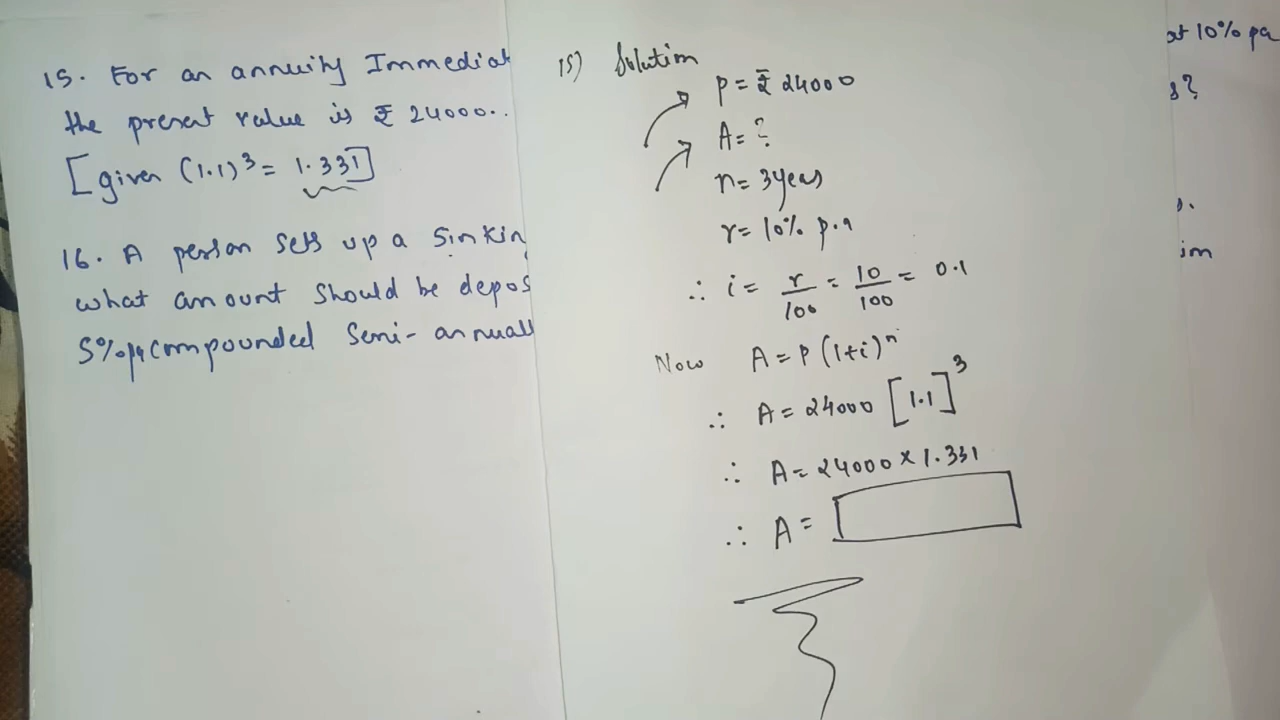 15. For an annuity Immediat
the present value is ₹ 24000..
[given (1.1)³ = 1.331]
16. A person sets up a Sinkin
what amount should be depos
5% pa compounded Semi-annuall
15) Solution
P = ₹ 24000
A = ?
n = 3 years
r = 10% p.a
∴ i = r/100 = 10/100 = 0.1
Now A = P (1+i)ⁿ
∴ A = 24000 [1.1]³
∴ A = 24000 × 1.331
∴ A =
at 10% pa
s?
s.
im